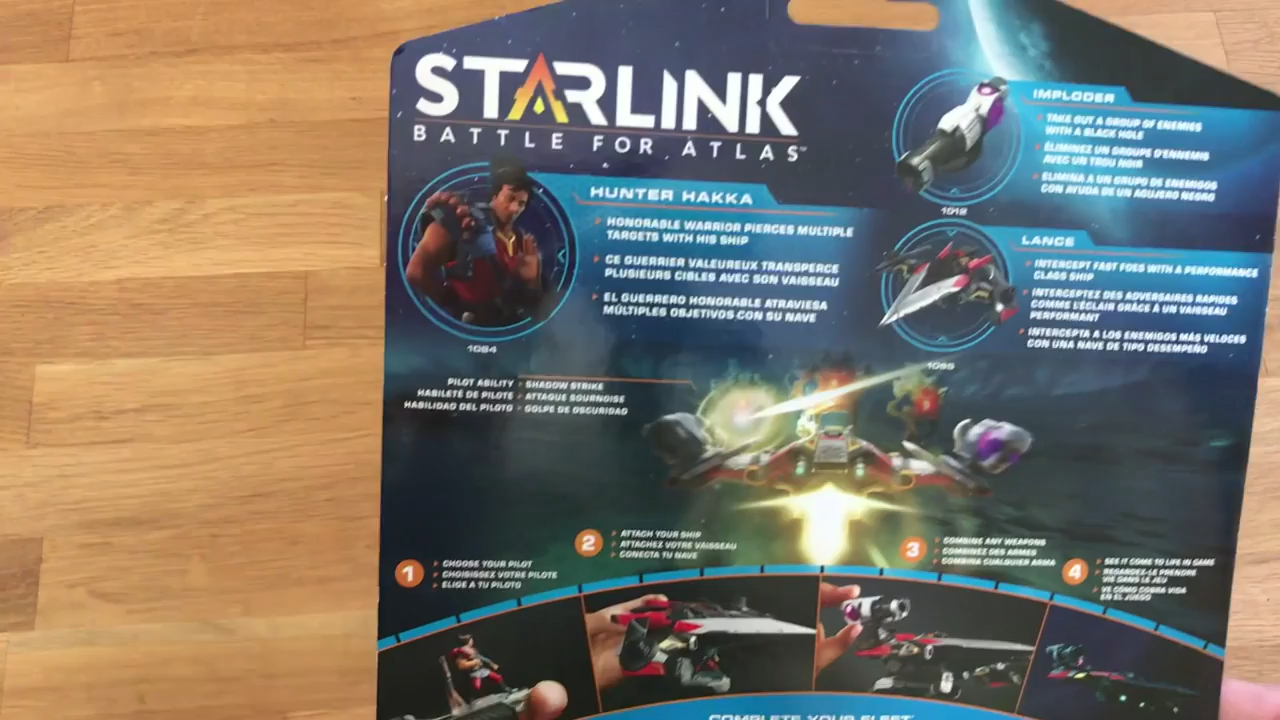 STARLINK
BATTLE FOR ATLAS™
HUNTER HAKKA
HONORABLE WARRIOR PIERCES MULTIPLE
TARGETS WITH HIS SHIP
CE GUERRIER VALEUREUX TRANSPERCE
PLUSIEURS CIBLES AVEC SON VAISSEAU
EL GUERRERO HONORABLE ATRAVIESA
MÚLTIPLES OBJETIVOS CON SU NAVE
1084
IMPLODER
TAKE OUT A GROUP OF ENEMIES
WITH A BLACK HOLE
ÉLIMINEZ UN GROUPE D'ENNEMIS
AVEC UN TROU NOIR
ELIMINA A UN GRUPO DE ENEMIGOS
CON AYUDA DE UN AGUJERO NEGRO
1012
LANCE
INTERCEPT FAST FOES WITH A PERFORMANCE
CLASS SHIP
INTERCEPTEZ DES ADVERSAIRES RAPIDES
COMME L'ÉCLAIR GRÂCE À UN VAISSEAU
PERFORMANT
INTERCEPTA A LOS ENEMIGOS MÁS VELOCES
CON UNA NAVE DE TIPO DESEMPEÑO
PILOT ABILITY SHADOW STRIKE
HABILETÉ DE PILOTE ATTAQUE SOURNOISE
HABILIDAD DEL PILOTO GOLPE DE OSCURIDAD
1
CHOOSE YOUR PILOT
CHOISISSEZ VOTRE PILOTE
ELIGE A TU PILOTO
2
ATTACH YOUR SHIP
ATTACHEZ VOTRE VAISSEAU
CONECTA TU NAVE
3
COMBINE ANY WEAPONS
COMBINEZ DES ARMES
COMBINA CUALQUIER ARMA
4
SEE IT COME TO LIFE IN GAME
REGARDEZ-LE PRENDRE
VIE DANS LE JEU
VE CÓMO COBRA VIDA
EN EL JUEGO
COMPLETE YOUR FLEET